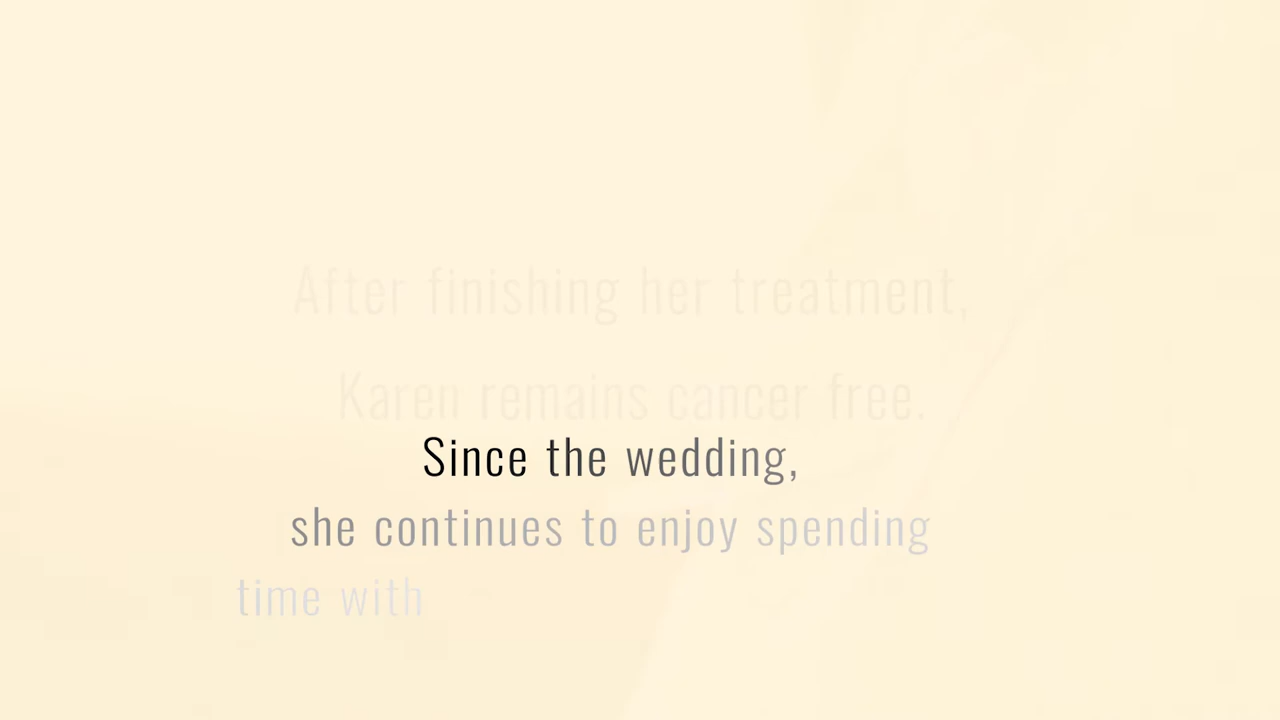 After finishing her treatment,
Karen remains cancer free.
Since the wedding,
she continues to enjoy spending
time with